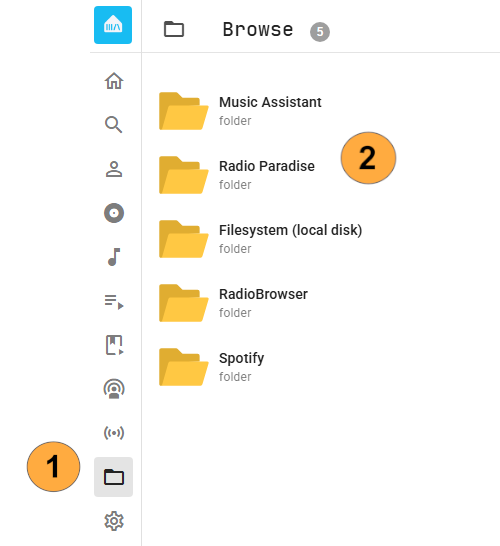 Browse 5
Music Assistant
folder
Radio Paradise
folder
2
Filesystem (local disk)
folder
RadioBrowser
folder
Spotify
folder
1